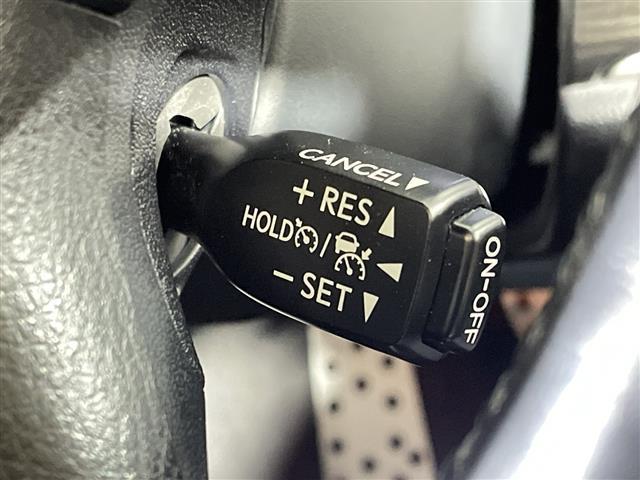 CANCEL▼
+ RES ▲
HOLD / ◀
− SET ▼
ON-OFF